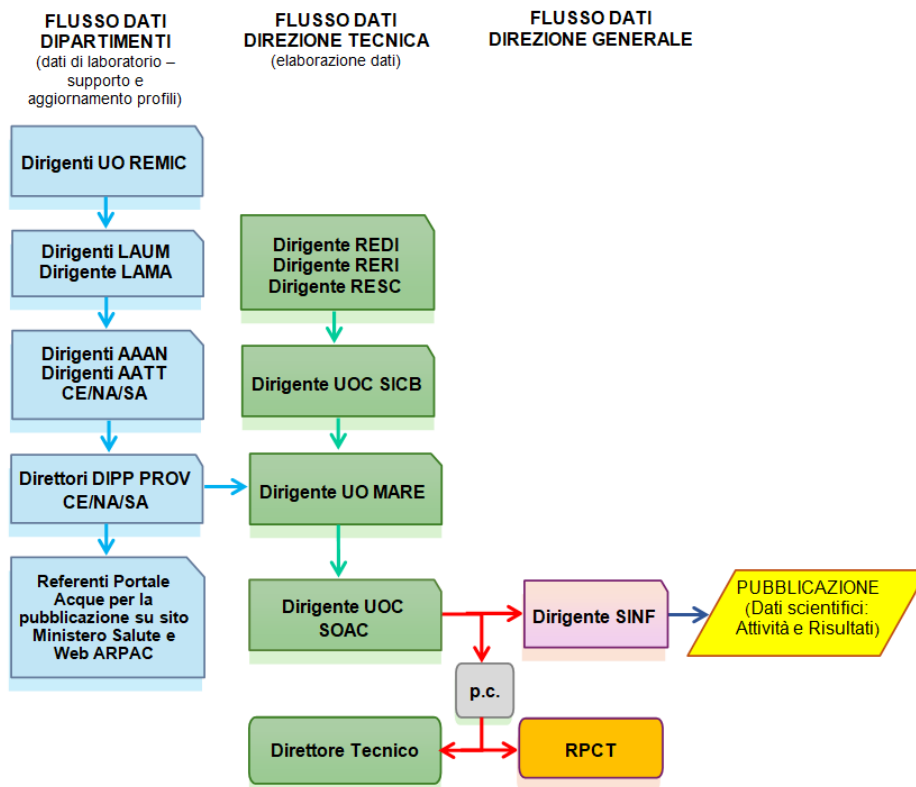 FLUSSO DATI
DIPARTIMENTI
(dati di laboratorio –
supporto e
aggiornamento profili)
FLUSSO DATI
DIREZIONE TECNICA
(elaborazione dati)
FLUSSO DATI
DIREZIONE GENERALE
Dirigenti UO REMIC
Dirigenti LAUM
Dirigente LAMA
Dirigenti AAAN
Dirigenti AATT
CE/NA/SA
Direttori DIPP PROV
CE/NA/SA
Referenti Portale
Acque per la
pubblicazione su sito
Ministero Salute e
Web ARPAC
Dirigente REDI
Dirigente RERI
Dirigente RESC
Dirigente UOC SICB
Dirigente UO MARE
Dirigente UOC
SOAC
Dirigente SINF
PUBBLICAZIONE
(Dati scientifici:
Attività e Risultati)
p.c.
Direttore Tecnico
RPCT